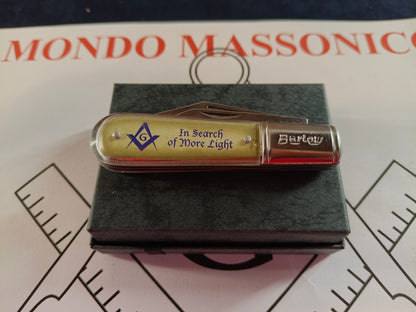 MONDO MASSONICO
G
In Search
of More Light
Barlow